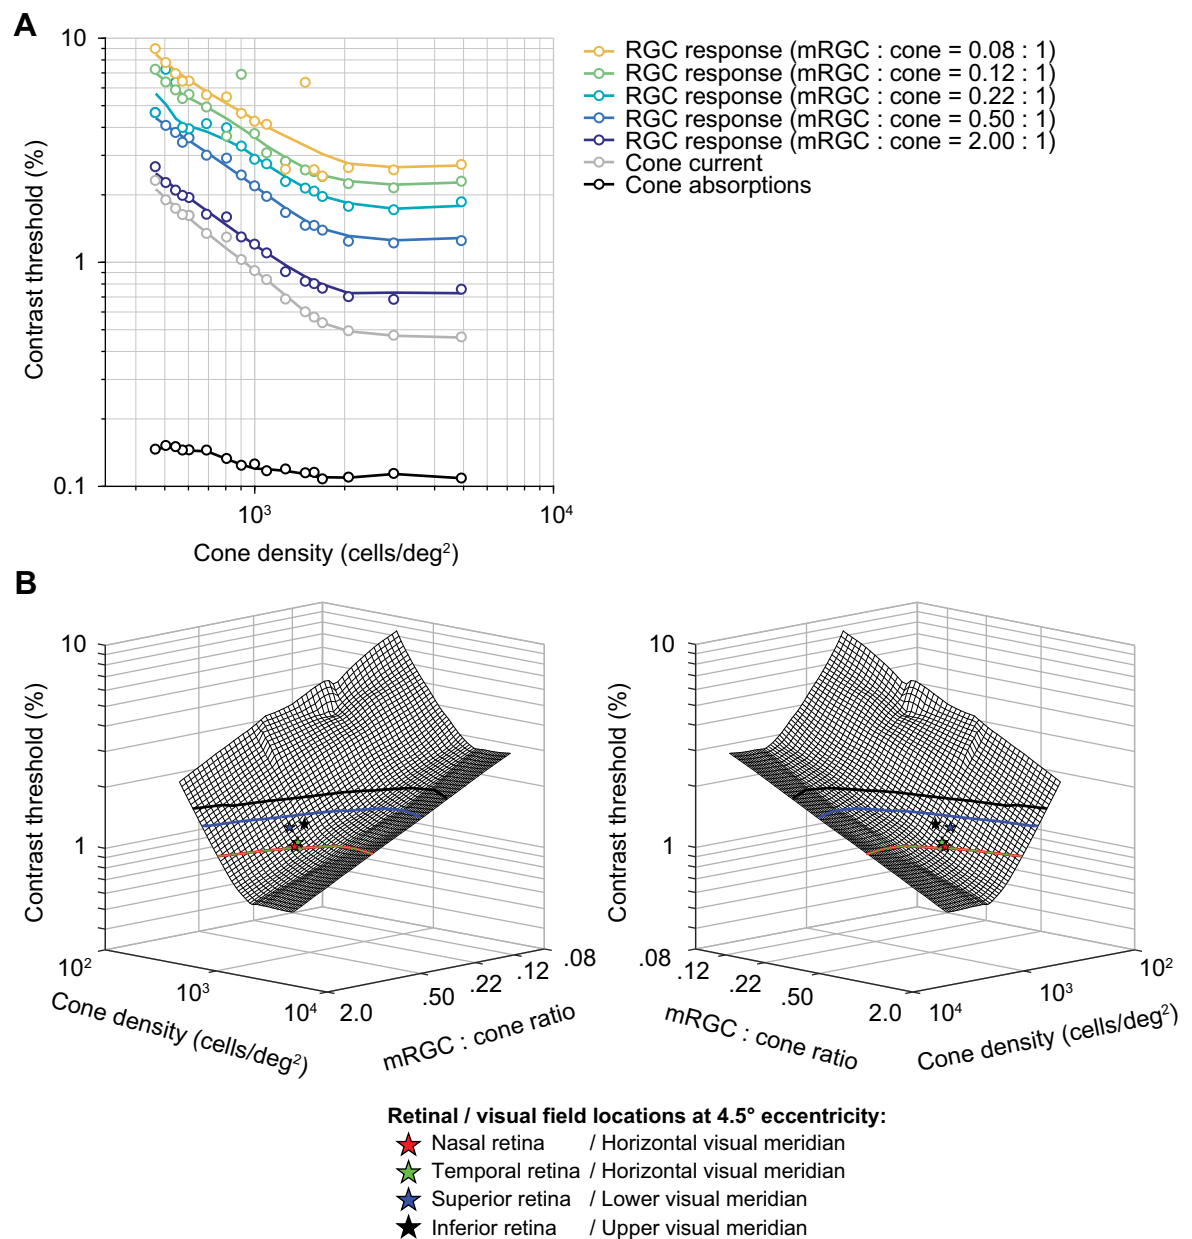 A
10
1
0.1
Contrast threshold (%)
10³
10⁴
Cone density (cells/deg²)
RGC response (mRGC : cone = 0.08 : 1)
RGC response (mRGC : cone = 0.12 : 1)
RGC response (mRGC : cone = 0.22 : 1)
RGC response (mRGC : cone = 0.50 : 1)
RGC response (mRGC : cone = 2.00 : 1)
Cone current
Cone absorptions
B
10
1
Contrast threshold (%)
10²
10³
10⁴
Cone density (cells/deg²)
2.0
.50
.22
.12
.08
mRGC : cone ratio
10
1
Contrast threshold (%)
.08
.12
.22
.50
2.0
mRGC : cone ratio
10⁴
10³
10²
Cone density (cells/deg²)
Retinal / visual field locations at 4.5° eccentricity:
Nasal retina / Horizontal visual meridian
Temporal retina / Horizontal visual meridian
Superior retina / Lower visual meridian
Inferior retina / Upper visual meridian